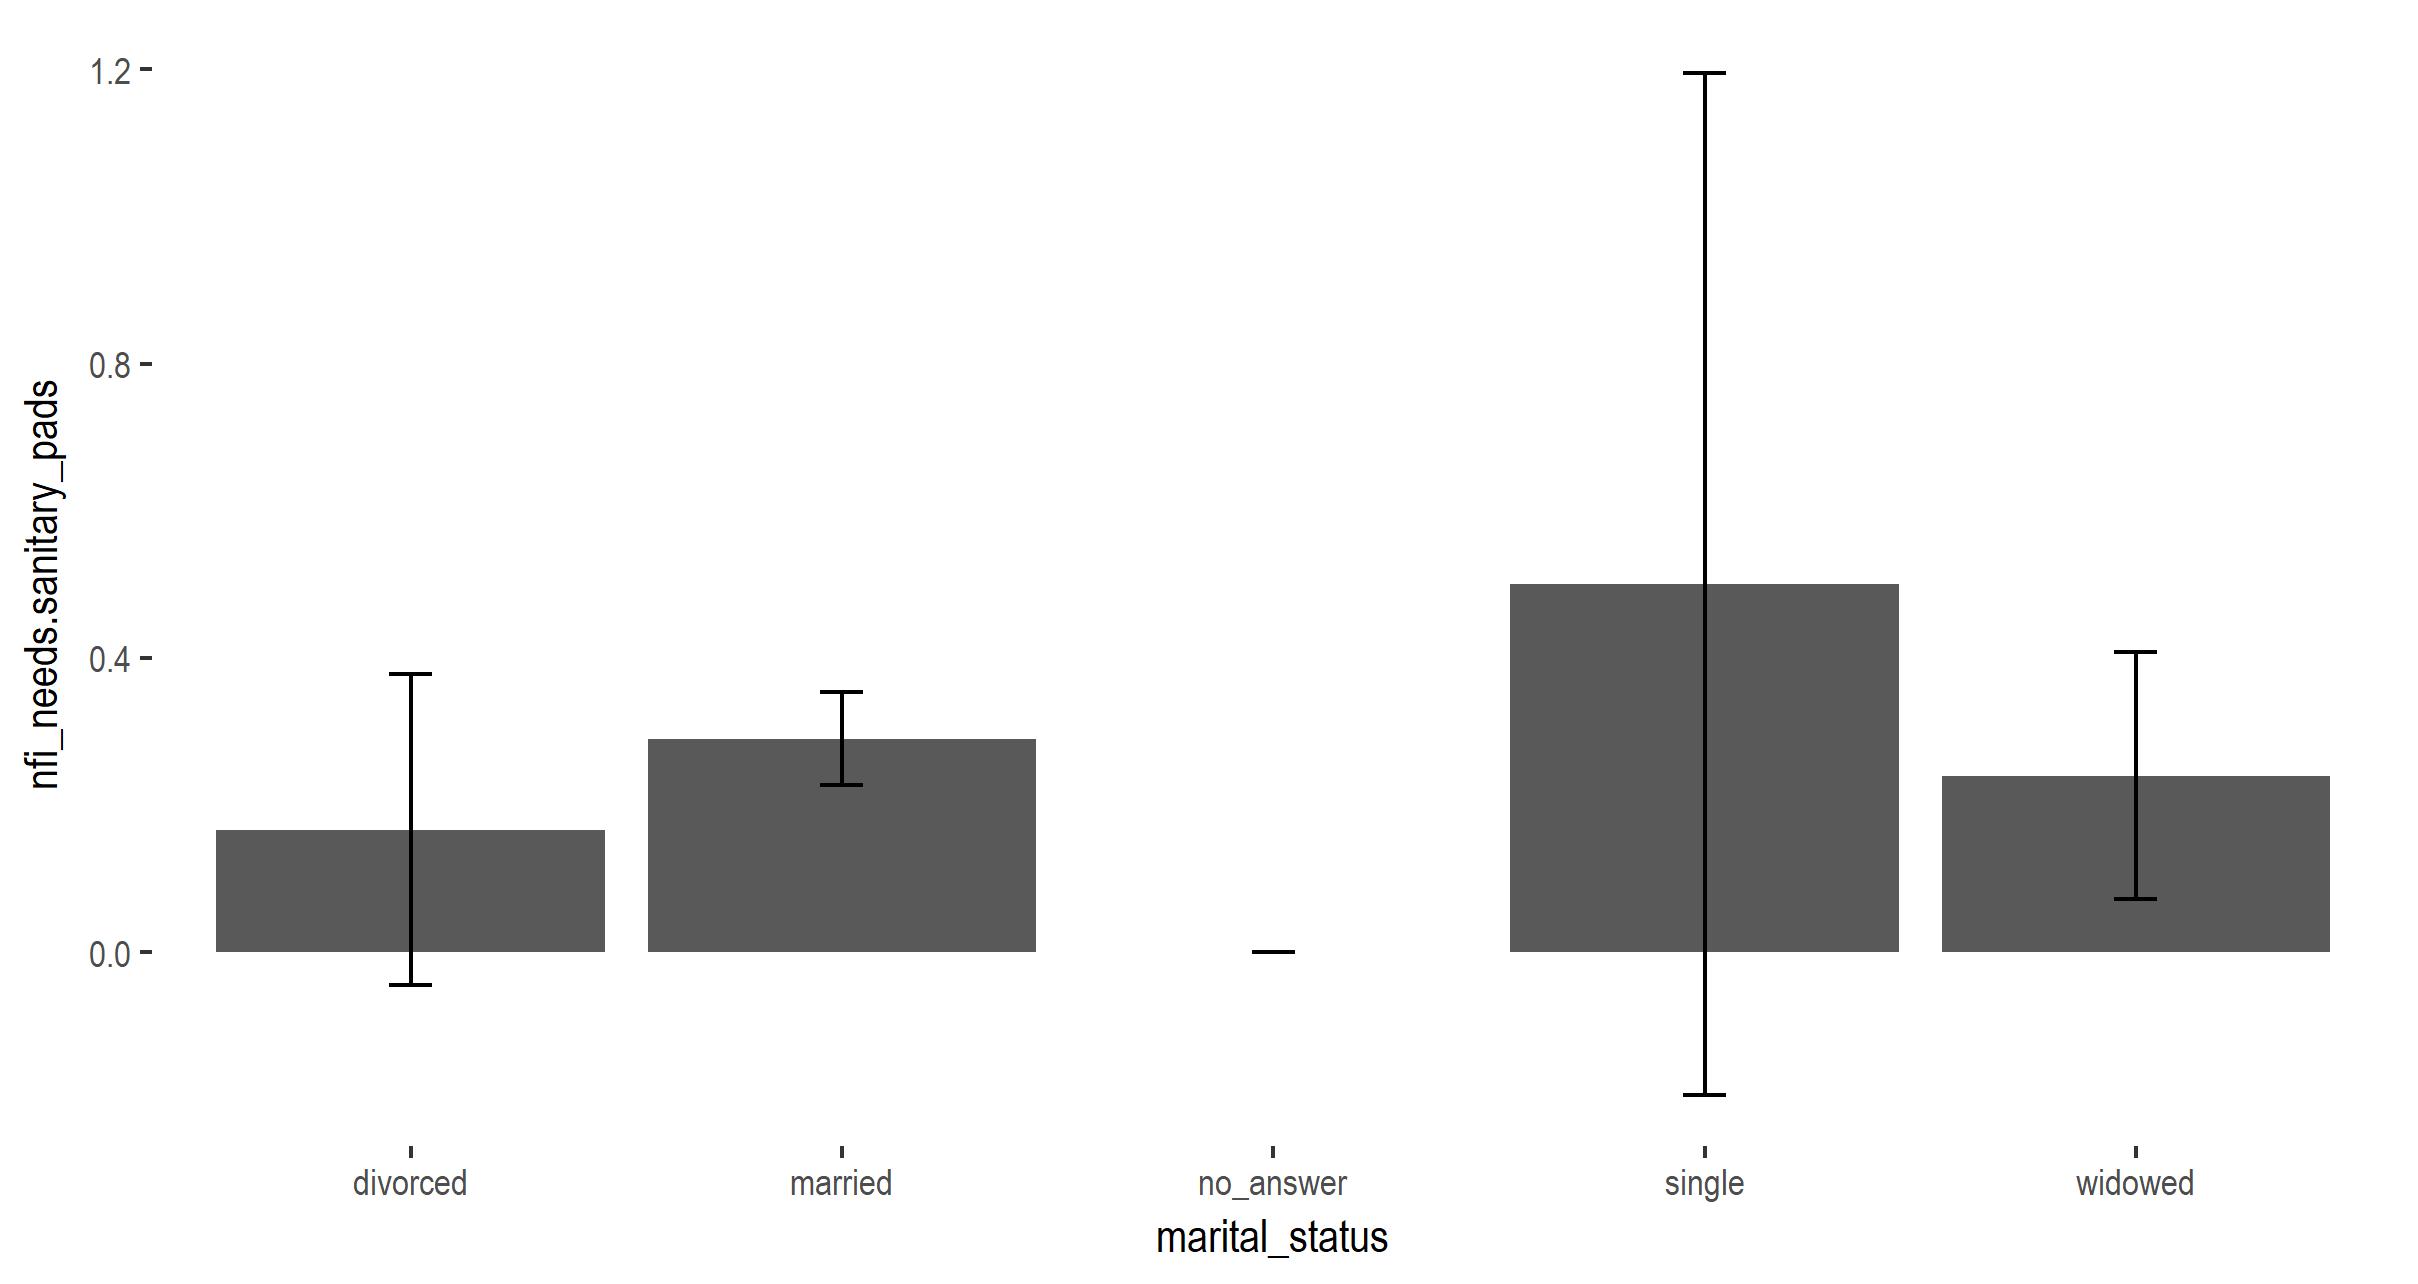 nfi_needs.sanitary_pads
1.2
0.8
0.4
0.0
divorced
married
no_answer
single
widowed
marital_status